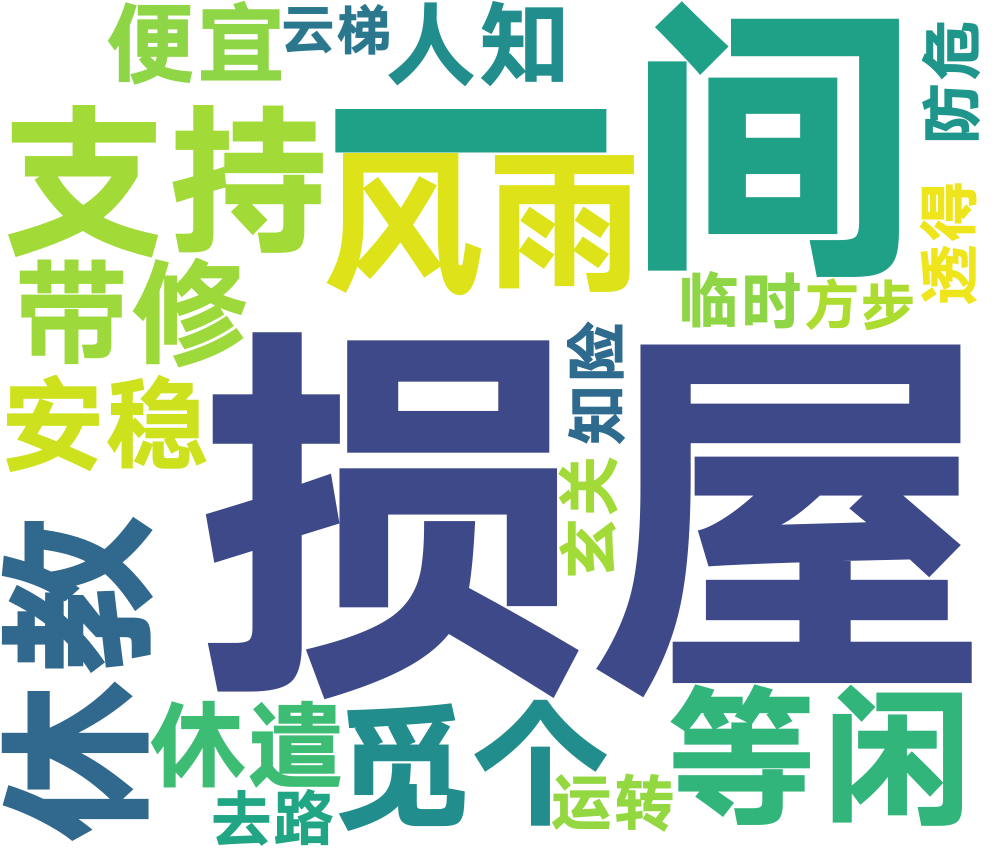 便宜
云梯
人知
一间
防危
支持
风雨
透得
带修
临时
方步
损屋
知险
安稳
玄关
休教
休遣
觅个
等闲
去路
运转